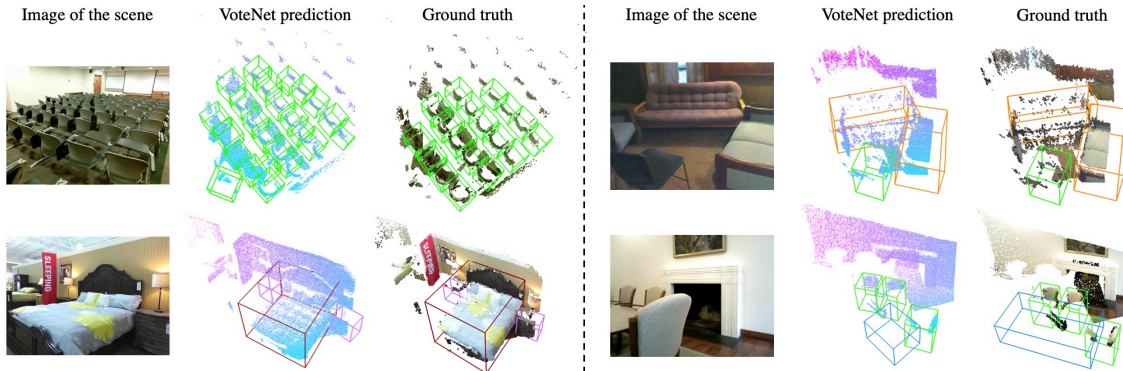 Image of the scene
VoteNet prediction
Ground truth
Image of the scene
VoteNet prediction
Ground truth
SLEEPING
SLEEPING